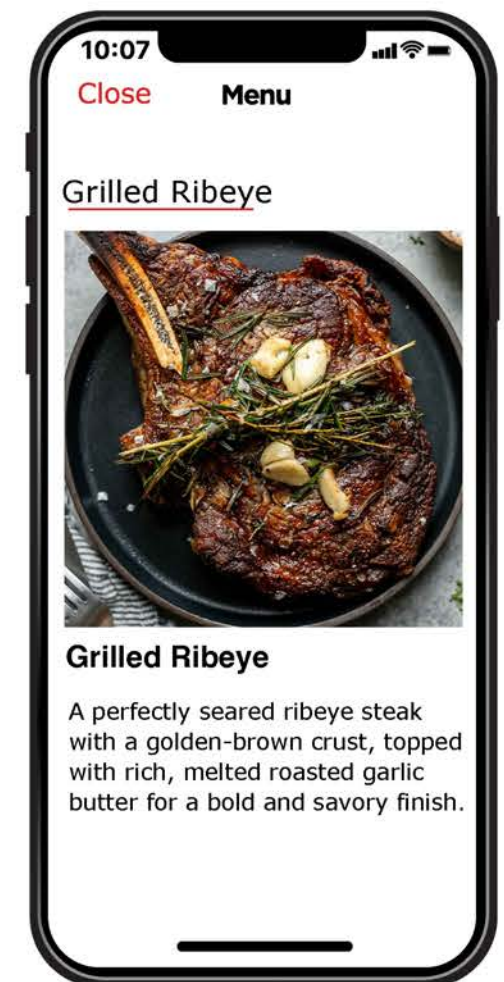 10:07
Close Menu
Grilled Ribeye
Grilled Ribeye
A perfectly seared ribeye steak
with a golden-brown crust, topped
with rich, melted roasted garlic
butter for a bold and savory finish.